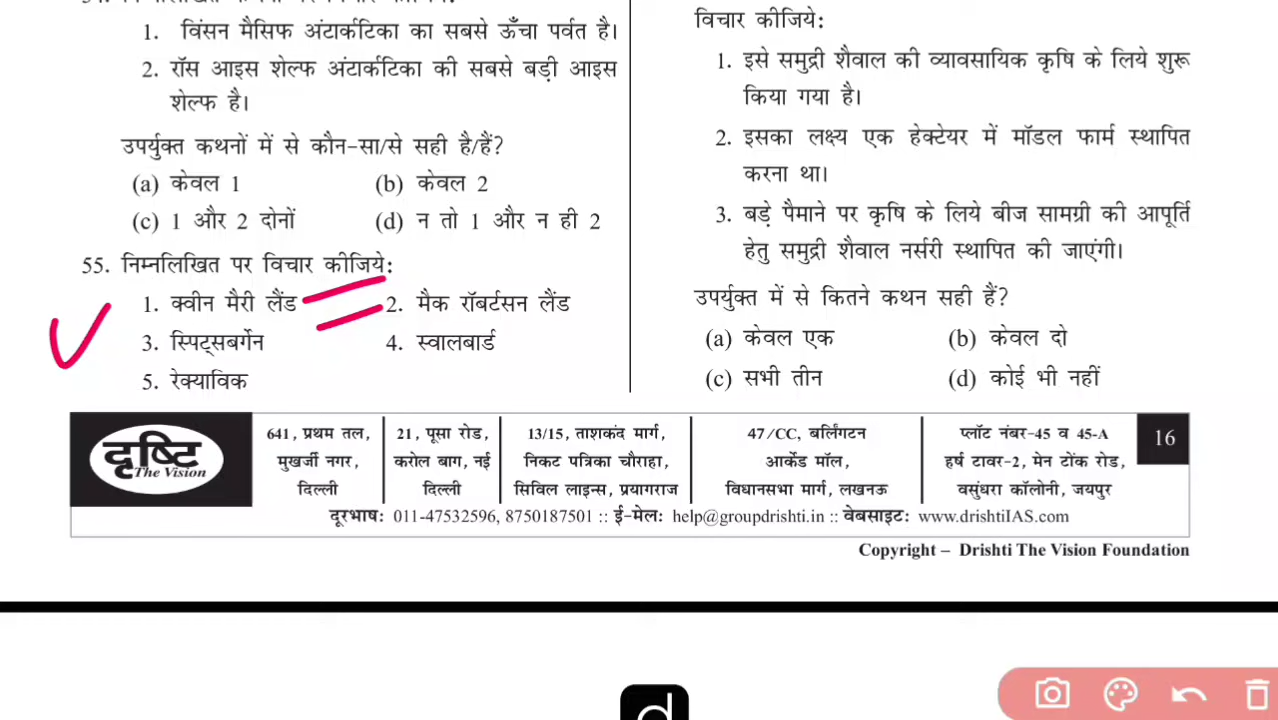 1. विंसन मैसिफ अंटार्कटिका का सबसे ऊँचा पर्वत है।
2. रॉस आइस शेल्फ अंटार्कटिका की सबसे बड़ी आइस
शेल्फ है।
उपर्युक्त कथनों में से कौन-सा/से सही है/हैं?
(a) केवल 1 (b) केवल 2
(c) 1 और 2 दोनों (d) न तो 1 और न ही 2
55. निम्नलिखित पर विचार कीजिये:
1. क्वीन मैरी लैंड 2. मैक रॉबर्टसन लैंड
3. स्पिट्सबर्गेन 4. स्वालबार्ड
5. रेक्याविक
विचार कीजिये:
1. इसे समुद्री शैवाल की व्यावसायिक कृषि के लिये शुरू
किया गया है।
2. इसका लक्ष्य एक हेक्टेयर में मॉडल फार्म स्थापित
करना था।
3. बड़े पैमाने पर कृषि के लिये बीज सामग्री की आपूर्ति
हेतु समुद्री शैवाल नर्सरी स्थापित की जाएंगी।
उपर्युक्त में से कितने कथन सही हैं?
(a) केवल एक (b) केवल दो
(c) सभी तीन (d) कोई भी नहीं
दृष्टि
The Vision
641, प्रथम तल,
मुखर्जी नगर,
दिल्ली
21, पूसा रोड,
करोल बाग, नई
दिल्ली
13/15, ताशकंद मार्ग,
निकट पत्रिका चौराहा,
सिविल लाइन्स, प्रयागराज
47/CC, बर्लिंगटन
आर्केड मॉल,
विधानसभा मार्ग, लखनऊ
प्लॉट नंबर-45 व 45-A
हर्ष टावर-2, मेन टोंक रोड,
वसुंधरा कॉलोनी, जयपुर
16
दूरभाषः 011-47532596, 8750187501 :: ई-मेलः help@groupdrishti.in :: वेबसाइटः www.drishtiIAS.com
Copyright – Drishti The Vision Foundation
d